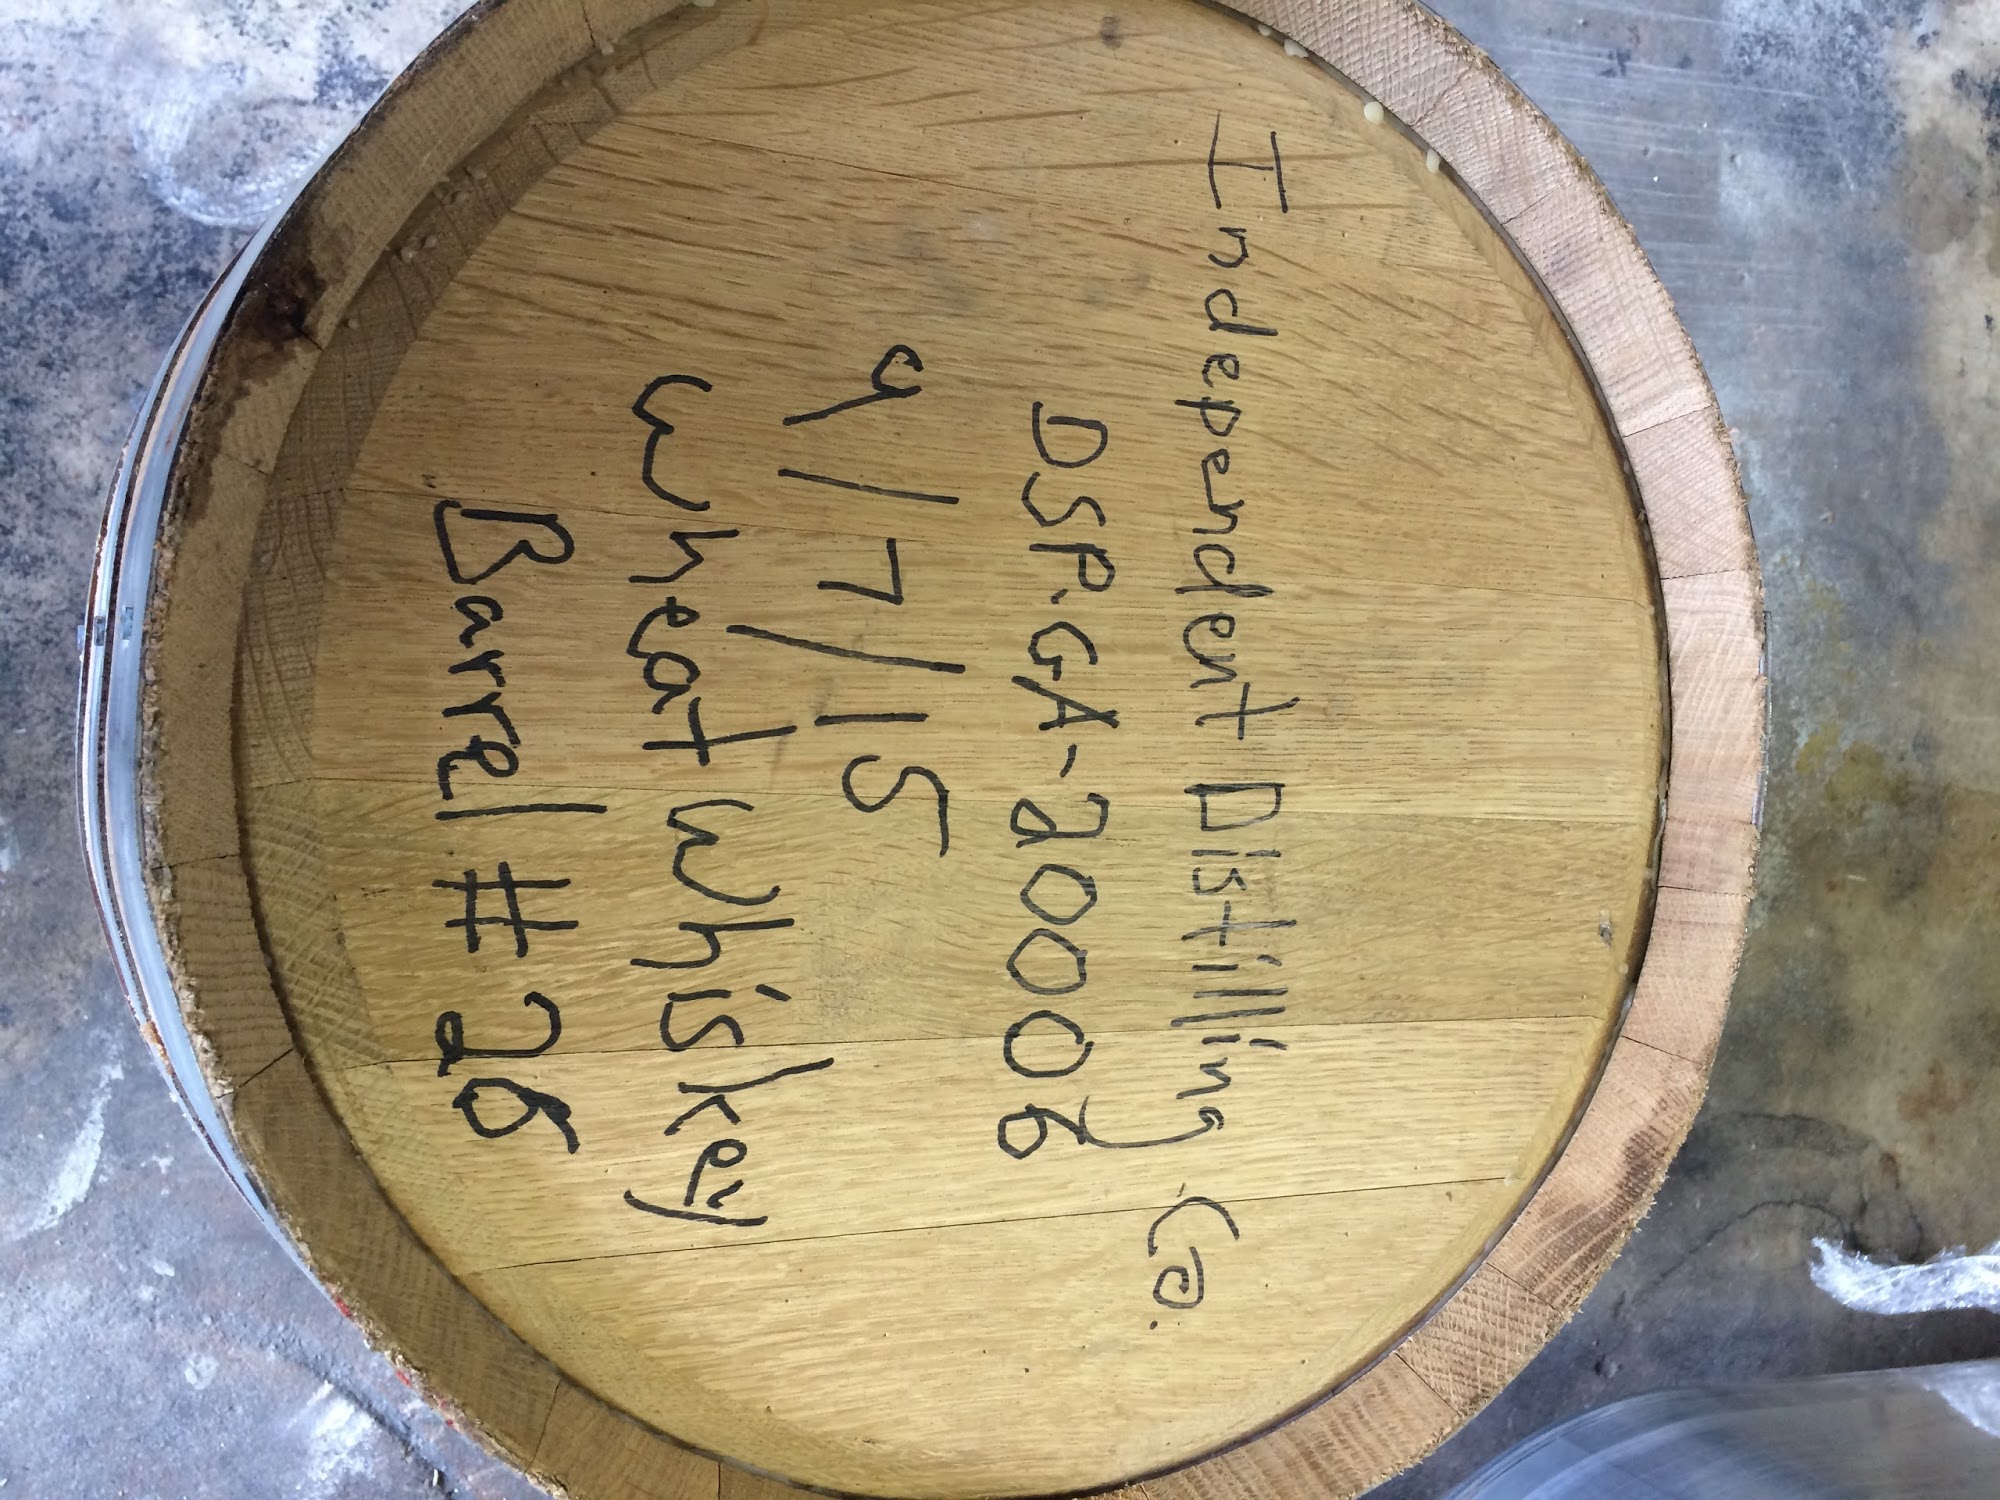 Independent Distilling Co.
DSP.GA-20006
9/7/15
Wheat Whiskey
Barrel # 26